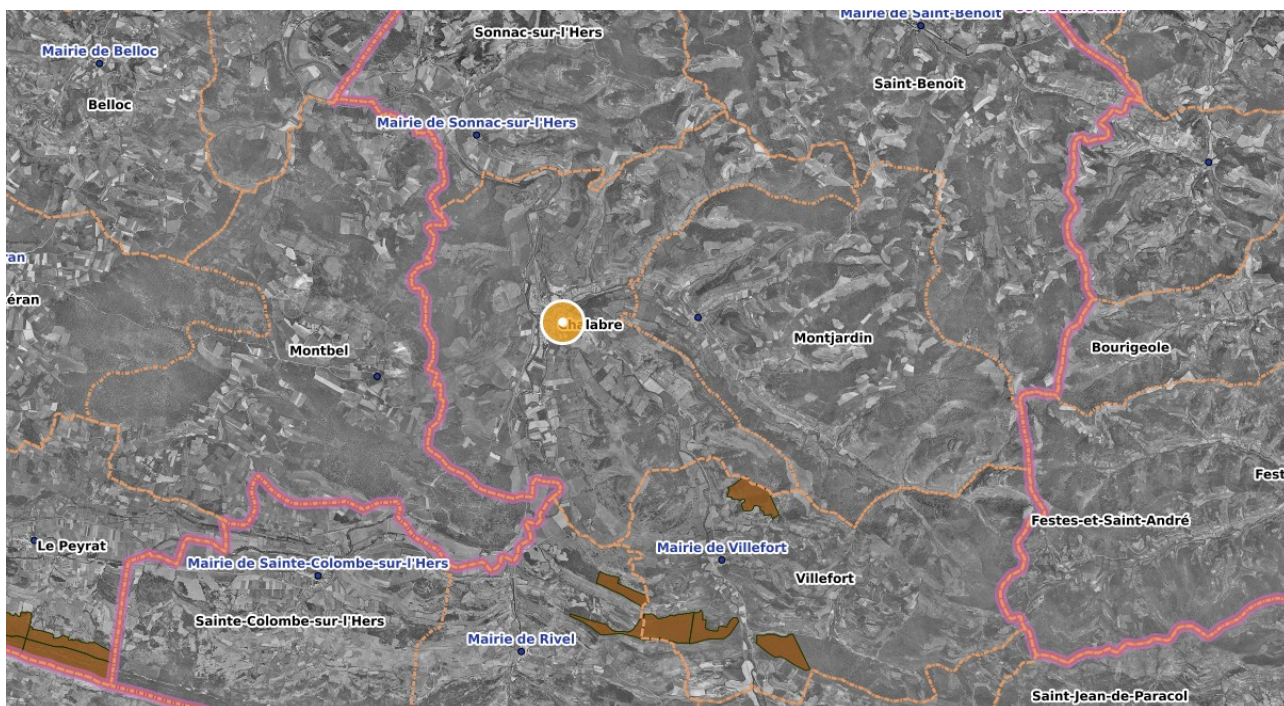 Mairie de Saint-Benoit
Sonnac-sur-l'Hers
Mairie de Belloc
Saint-Benoit
Belloc
Mairie de Sonnac-sur-l'Hers
éran
Chalabre
Montjardin
Bourigeole
Montbel
Fest
Festes-et-Saint-André
Le Peyrat
Mairie de Villefort
Mairie de Sainte-Colombe-sur-l'Hers
Villefort
Sainte-Colombe-sur-l'Hers
Mairie de Rivel
Saint-Jean-de-Paracol